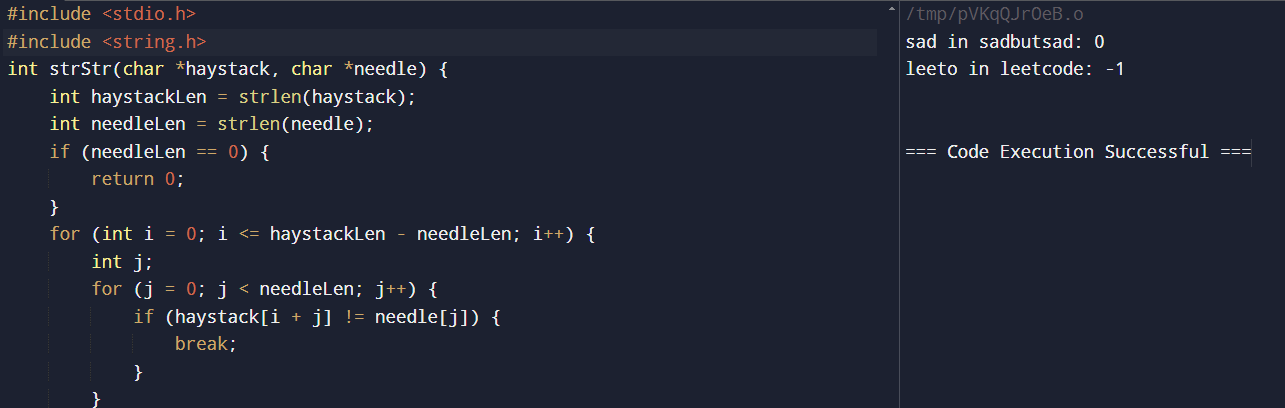 #include <stdio.h>
#include <string.h>
int strStr(char *haystack, char *needle) {
    int haystackLen = strlen(haystack);
    int needleLen = strlen(needle);
    if (needleLen == 0) {
        return 0;
    }
    for (int i = 0; i <= haystackLen - needleLen; i++) {
        int j;
        for (j = 0; j < needleLen; j++) {
            if (haystack[i + j] != needle[j]) {
                break;
            }
        }
/tmp/pVKqQJrOeB.o
sad in sadbutsad: 0
leeto in leetcode: -1
=== Code Execution Successful ===